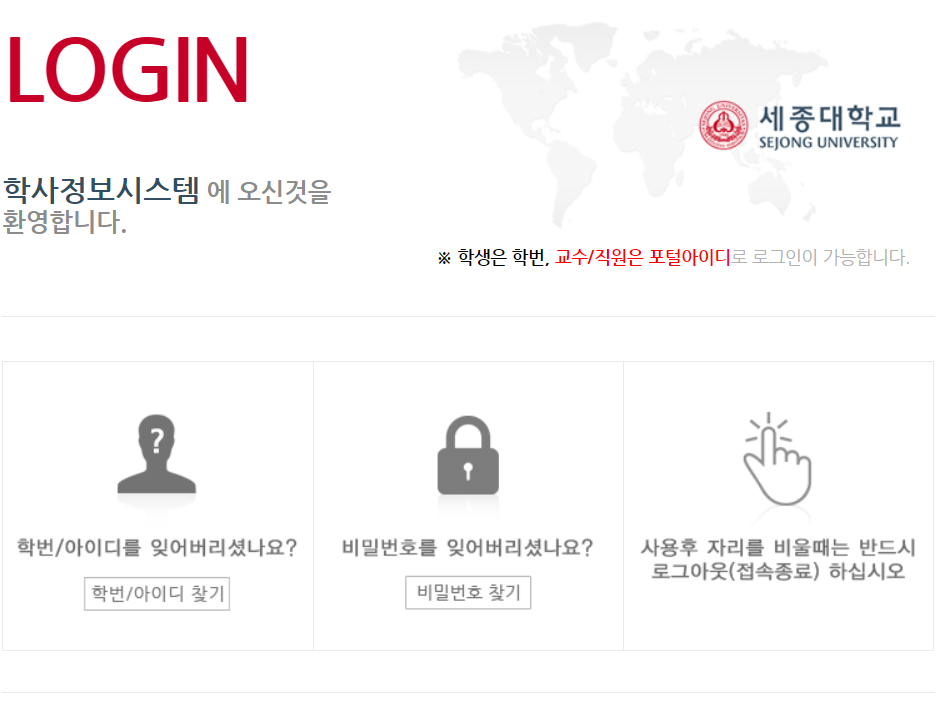 LOGIN
세종대학교
SEJONG UNIVERSITY
학사정보시스템 에 오신것을
환영합니다.
※ 학생은 학번, 교수/직원은 포털아이디로 로그인이 가능합니다.
?
학번/아이디를 잊어버리셨나요?
학번/아이디 찾기
비밀번호를 잊어버리셨나요?
비밀번호 찾기
사용후 자리를 비울때는 반드시
로그아웃(접속종료) 하십시오